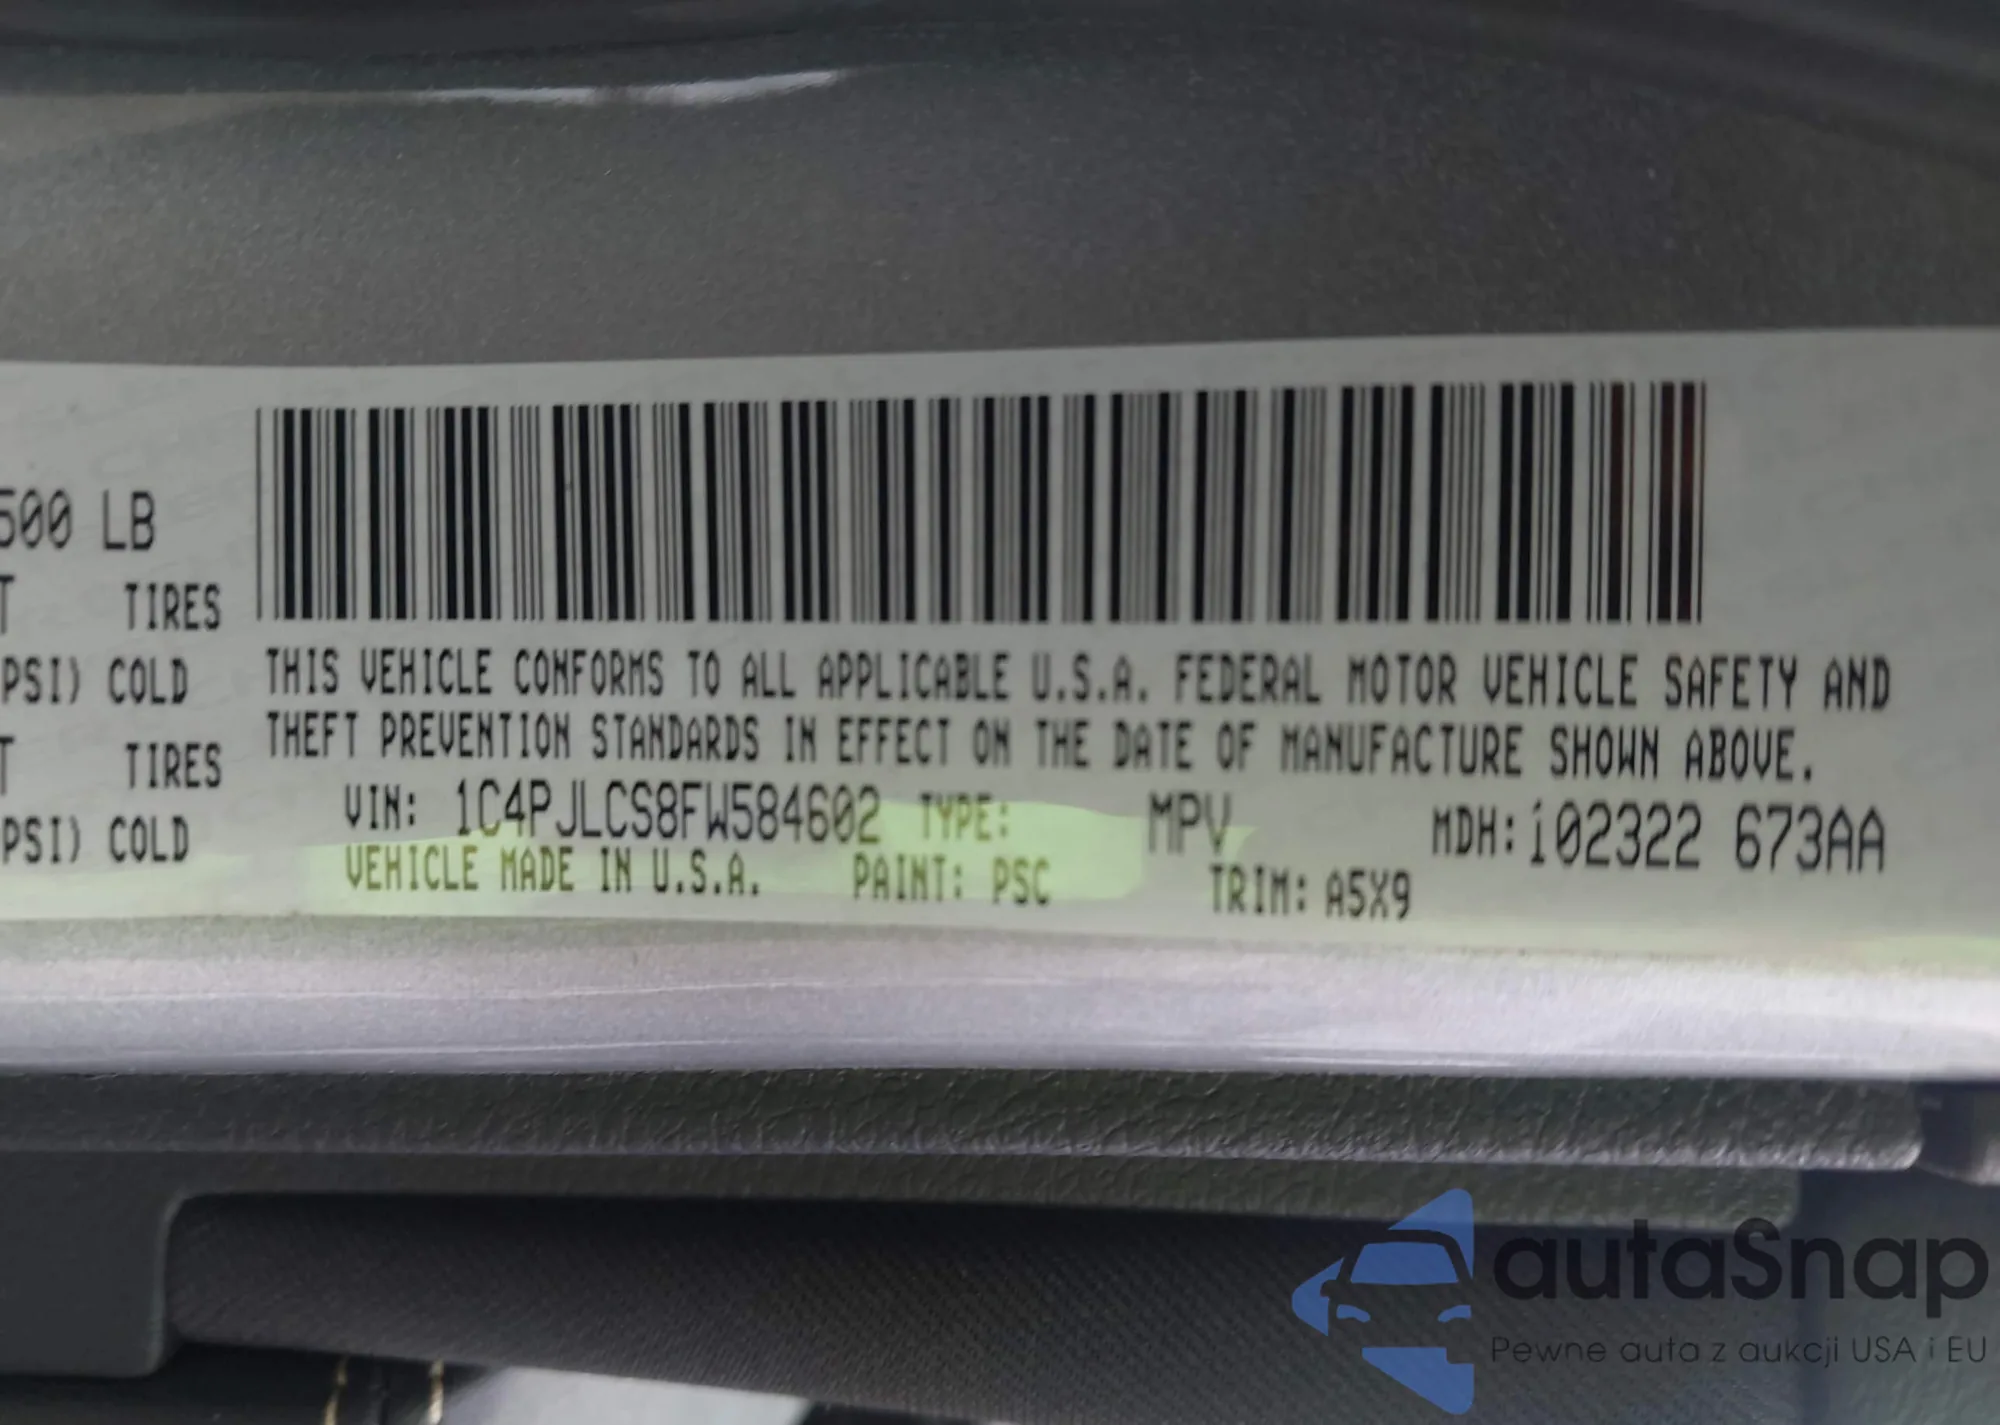 500 LB
T TIRES
PSI) COLD
T TIRES
PSI) COLD
THIS VEHICLE CONFORMS TO ALL APPLICABLE U.S.A. FEDERAL MOTOR VEHICLE SAFETY AND
THEFT PREVENTION STANDARDS IN EFFECT ON THE DATE OF MANUFACTURE SHOWN ABOVE.
VIN: 1C4PJLCS8FW584602 TYPE: MPV MDH: 102322 673AA
VEHICLE MADE IN U.S.A. PAINT: PSC TRIM: A5X9
autaSnap
Pewne auta z aukcji USA i EU